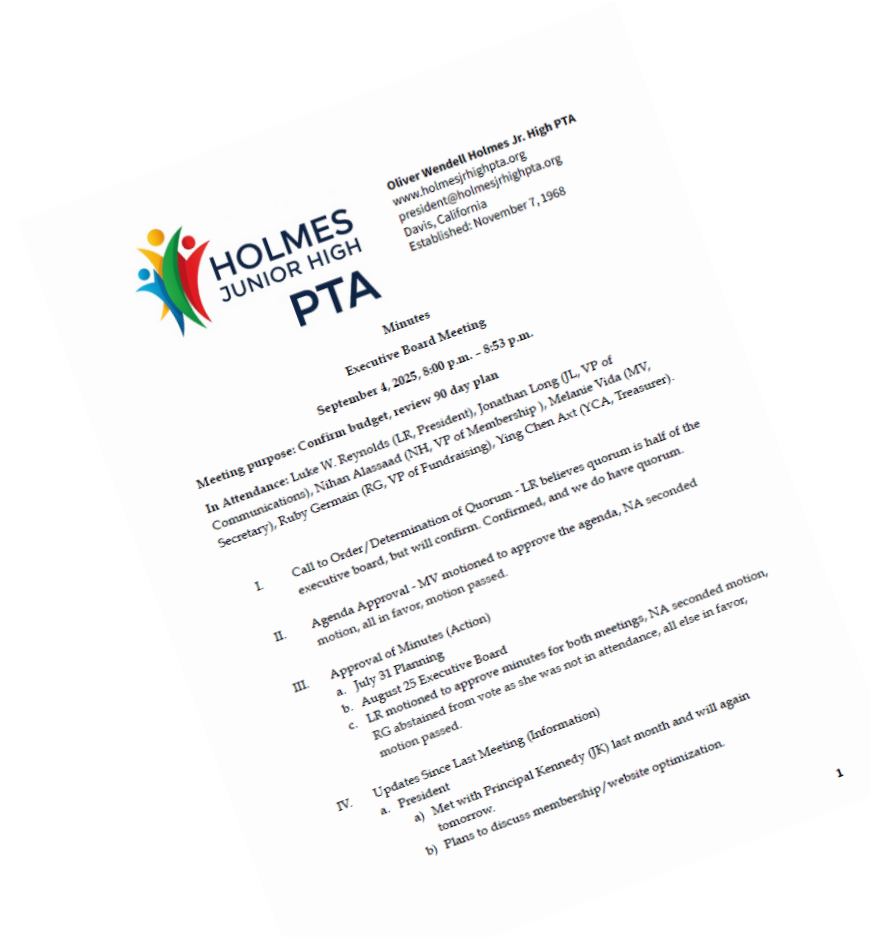 Oliver Wendell Holmes Jr. High PTA
www.holmesjrhighpta.org
president@holmesjrhighpta.org
Davis, California
Established: November 7, 1968
HOLMES
JUNIOR HIGH
PTA
Minutes
Executive Board Meeting
September 4, 2025, 8:00 p.m. – 8:53 p.m.
Meeting purpose: Confirm budget, review 90 day plan
In Attendance: Luke W. Reynolds (LR, President), Jonathan Long (JL, VP of
Communications), Nihan Alassaad (NH, VP of Membership ), Melanie Vida (MV,
Secretary), Ruby Germain (RG, VP of Fundraising), Ying Chen Axt (YCA, Treasurer).
I. Call to Order/Determination of Quorum - LR believes quorum is half of the
executive board, but will confirm. Confirmed, and we do have quorum.
II. Agenda Approval - MV motioned to approve the agenda, NA seconded
motion, all in favor, motion passed.
III. Approval of Minutes (Action)
a. July 31 Planning
b. August 25 Executive Board
c. LR motioned to approve minutes for both meetings, NA seconded motion,
RG abstained from vote as she was not in attendance, all else in favor,
motion passed.
IV. Updates Since Last Meeting (Information)
a. President
a) Met with Principal Kennedy (JK) last month and will again
tomorrow.
b) Plans to discuss membership/website optimization.
1